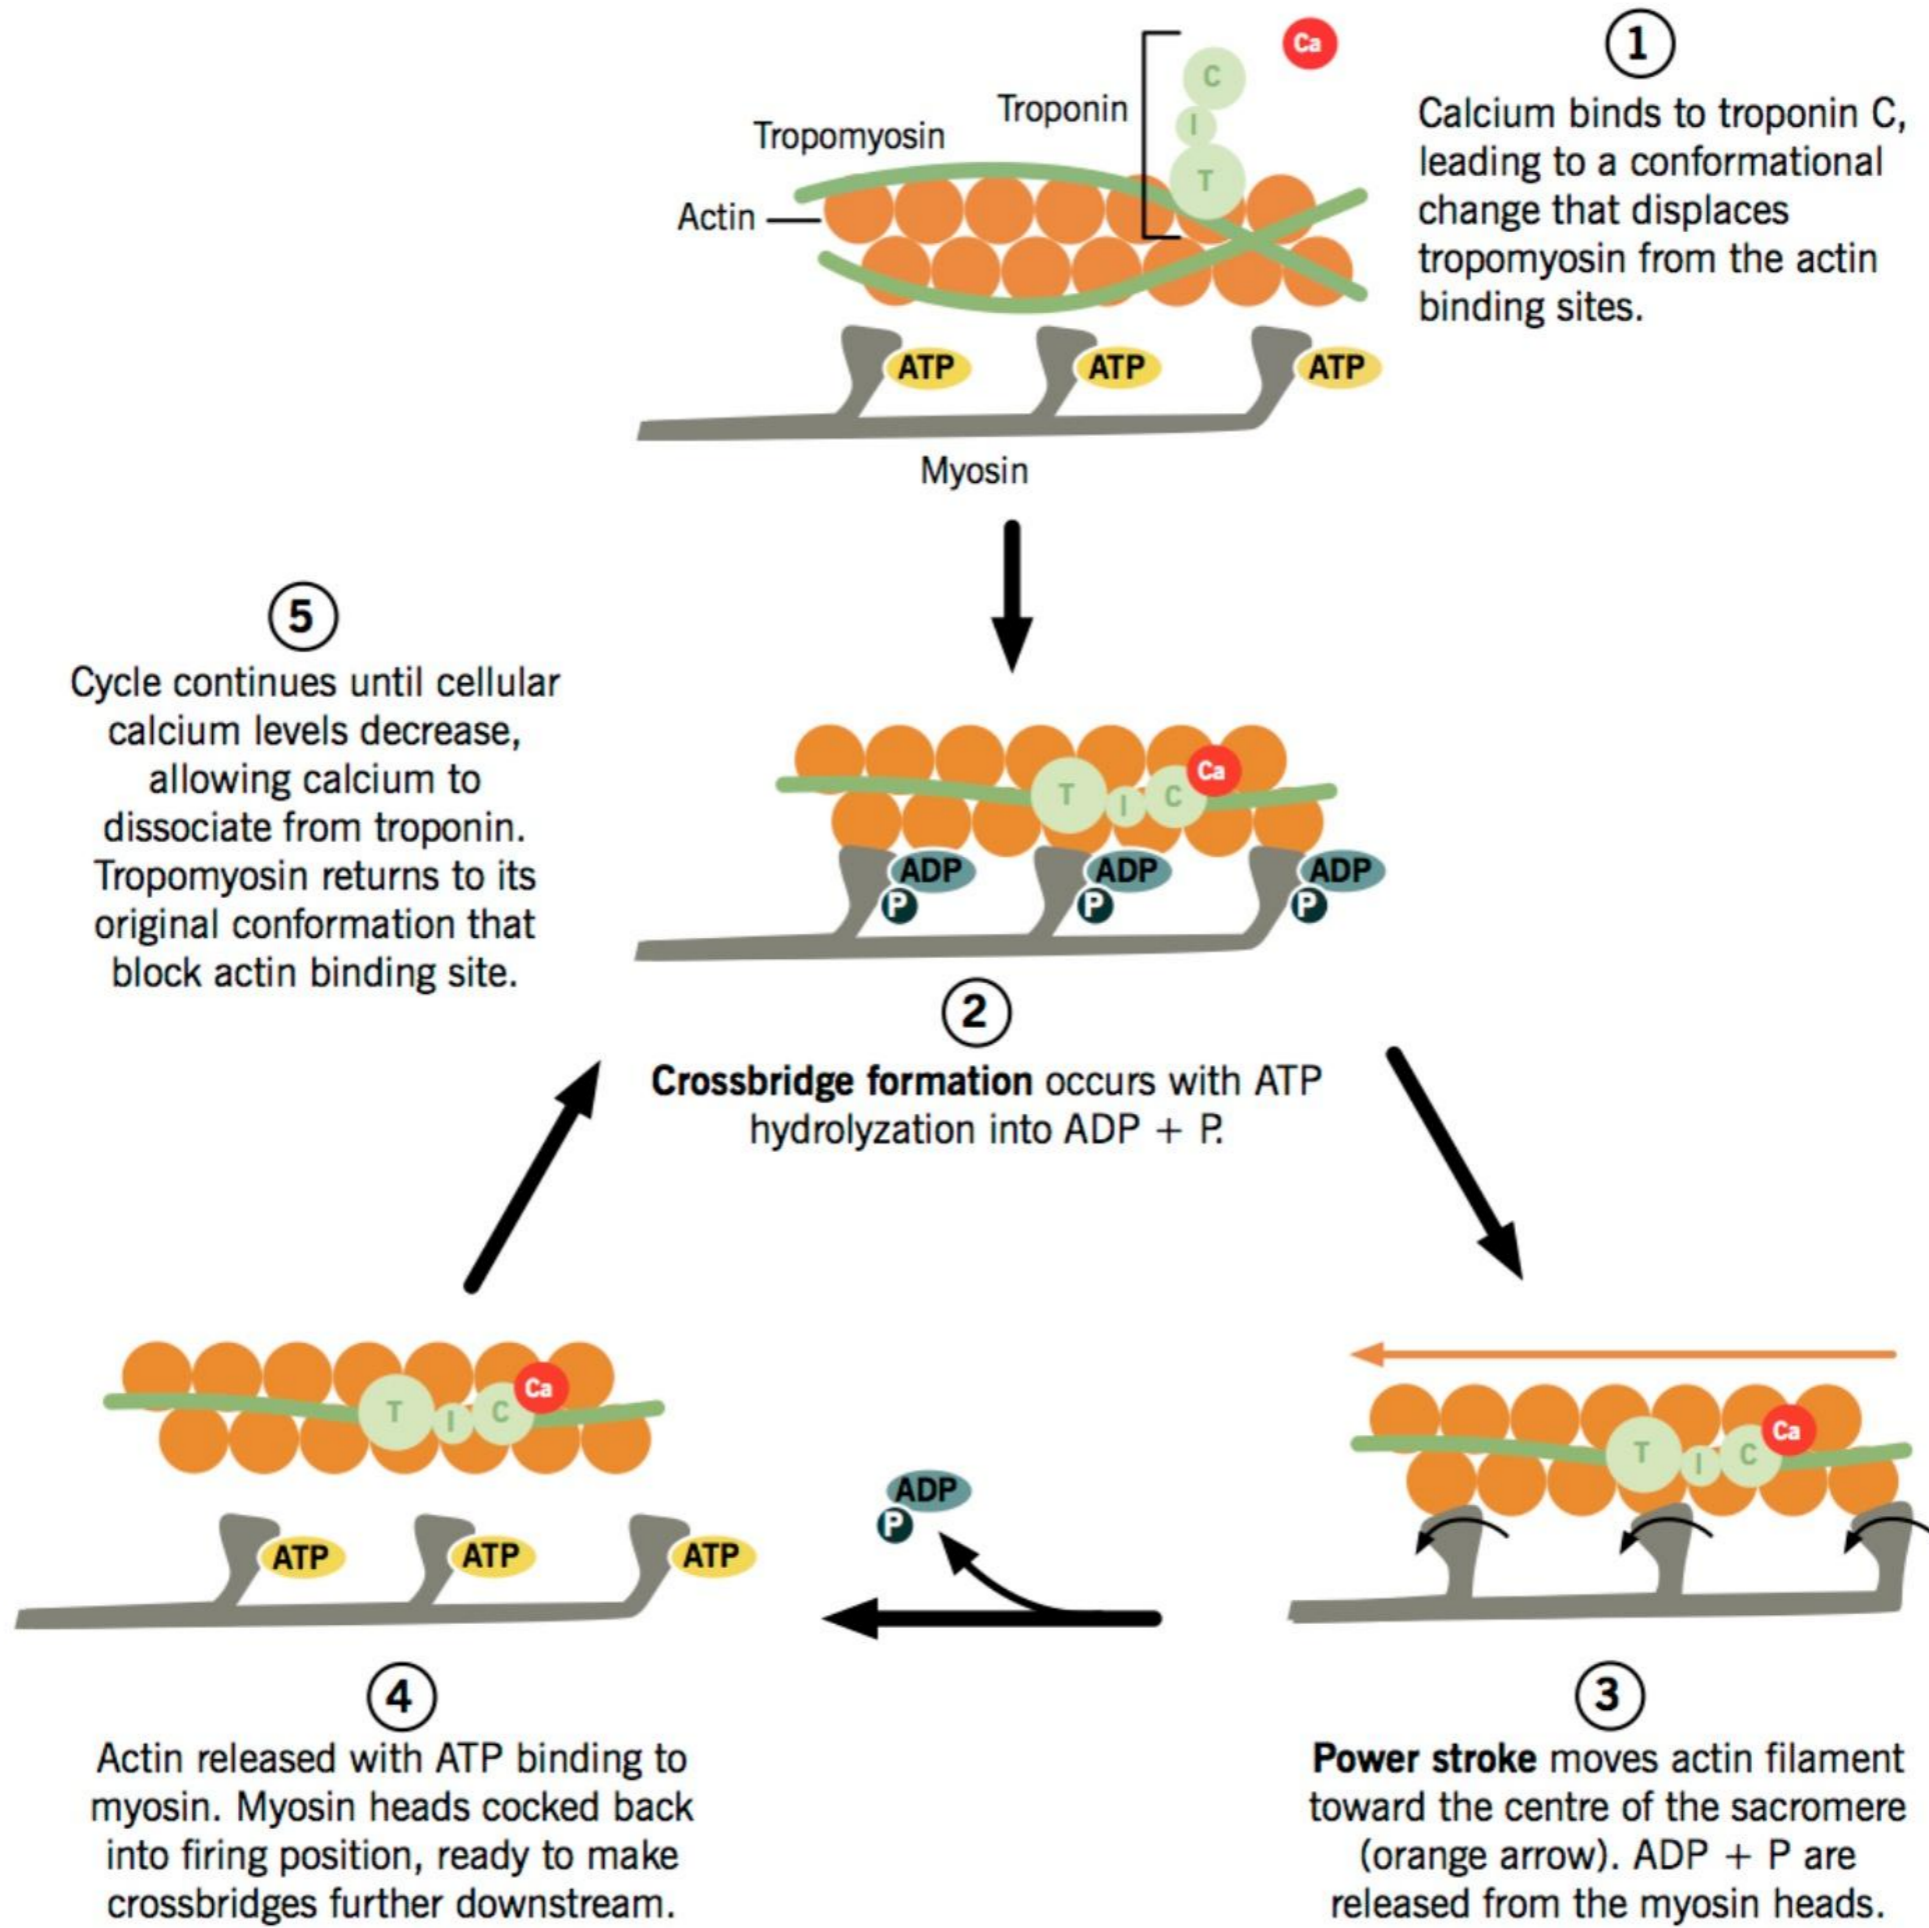 Ca
1
C
Troponin
I
Tropomyosin
T
Actin
Calcium binds to troponin C,
leading to a conformational
change that displaces
tropomyosin from the actin
binding sites.
ATP
ATP
ATP
Myosin
5
Cycle continues until cellular
calcium levels decrease,
allowing calcium to
dissociate from troponin.
Tropomyosin returns to its
original conformation that
block actin binding site.
T
I
C
Ca
ADP
P
ADP
P
ADP
P
2
Crossbridge formation occurs with ATP
hydrolyzation into ADP + P.
T
I
C
Ca
3
Power stroke moves actin filament
toward the centre of the sacromere
(orange arrow). ADP + P are
released from the myosin heads.
ADP
P
T
I
C
Ca
ATP
ATP
ATP
4
Actin released with ATP binding to
myosin. Myosin heads cocked back
into firing position, ready to make
crossbridges further downstream.